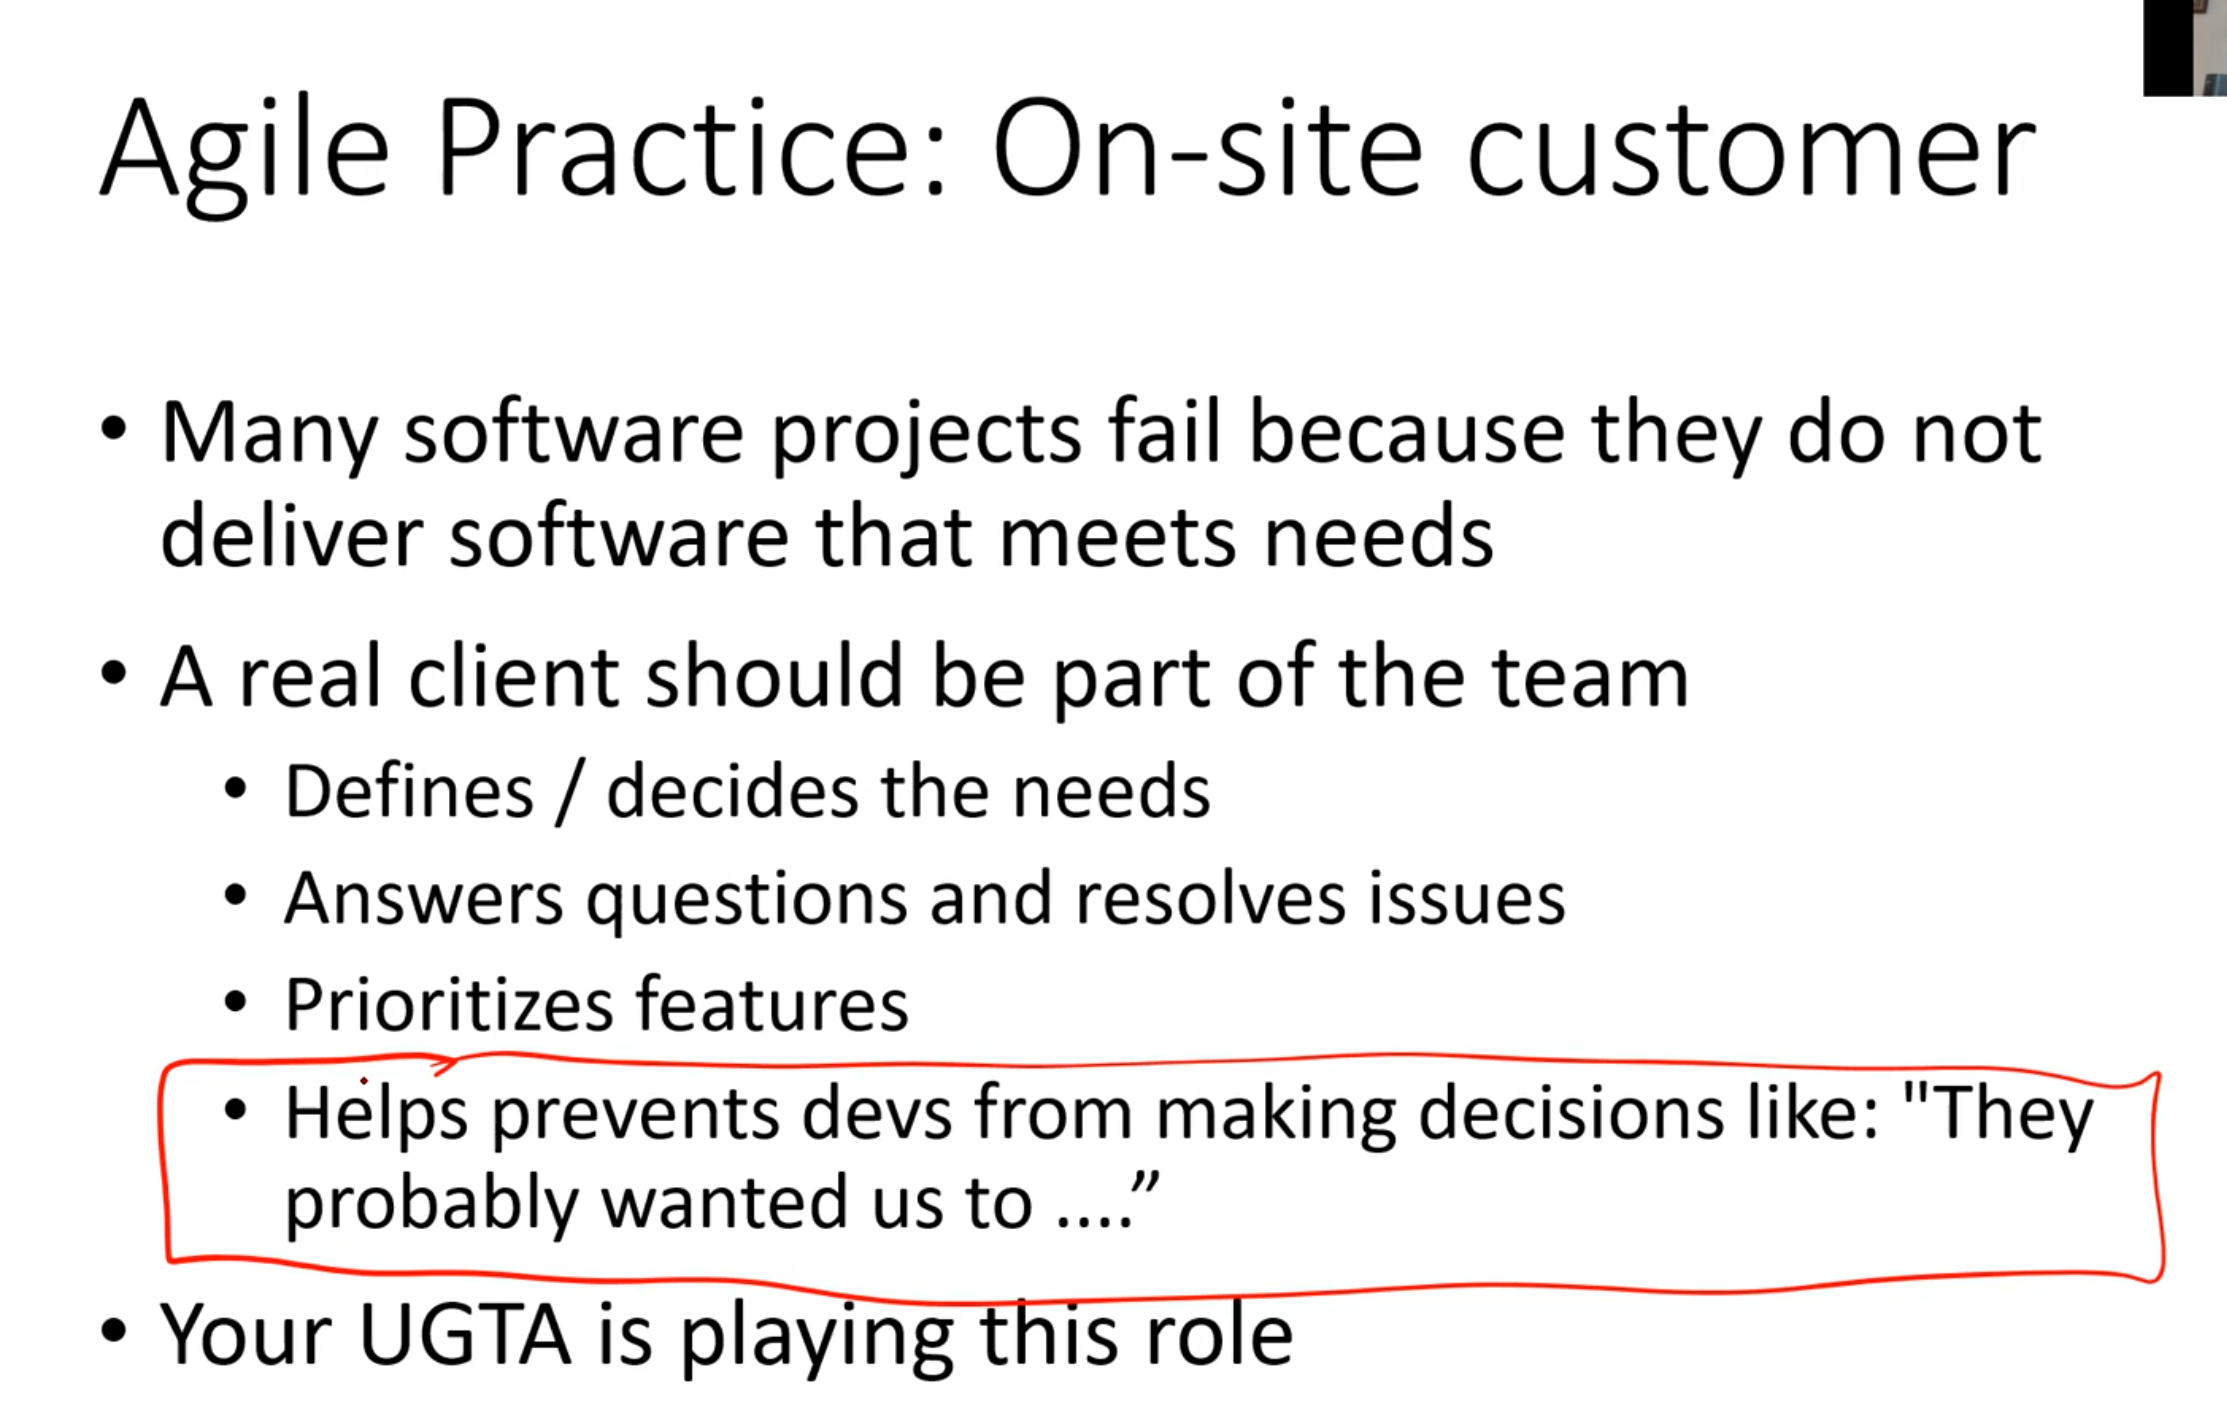 Agile Practice: On-site customer
• Many software projects fail because they do not
deliver software that meets needs
• A real client should be part of the team
• Defines / decides the needs
• Answers questions and resolves issues
• Prioritizes features
• Helps prevents devs from making decisions like: "They
probably wanted us to ....”
• Your UGTA is playing this role